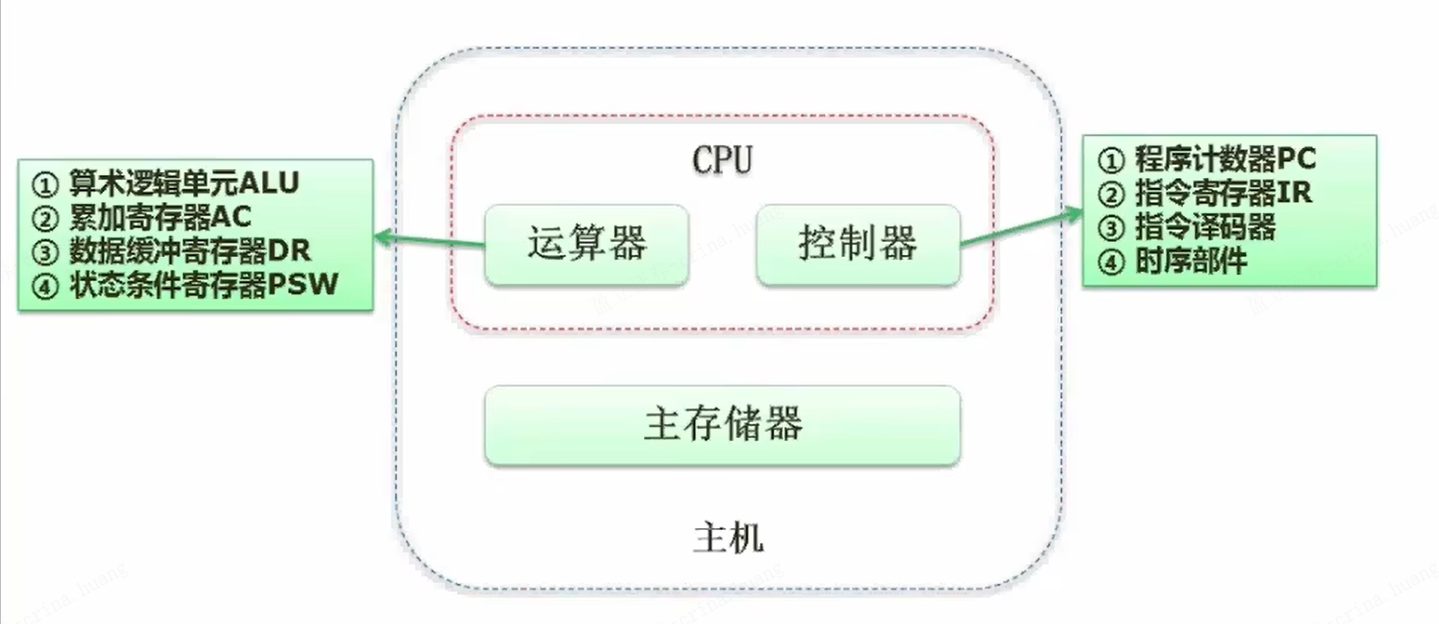 CPU
① 算术逻辑单元ALU
② 累加寄存器AC
③ 数据缓冲寄存器DR
④ 状态条件寄存器PSW
运算器
控制器
① 程序计数器PC
② 指令寄存器IR
③ 指令译码器
④ 时序部件
主存储器
主机